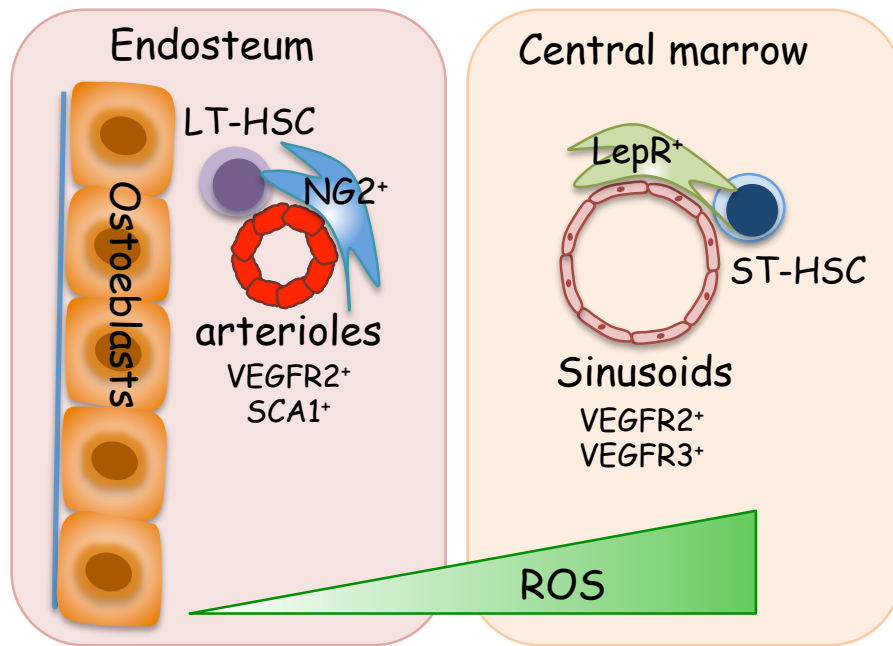 Endosteum
LT-HSC
NG2⁺
Ostoeblasts
arterioles
VEGFR2⁺
SCA1⁺
Central marrow
LepR⁺
ST-HSC
Sinusoids
VEGFR2⁺
VEGFR3⁺
ROS